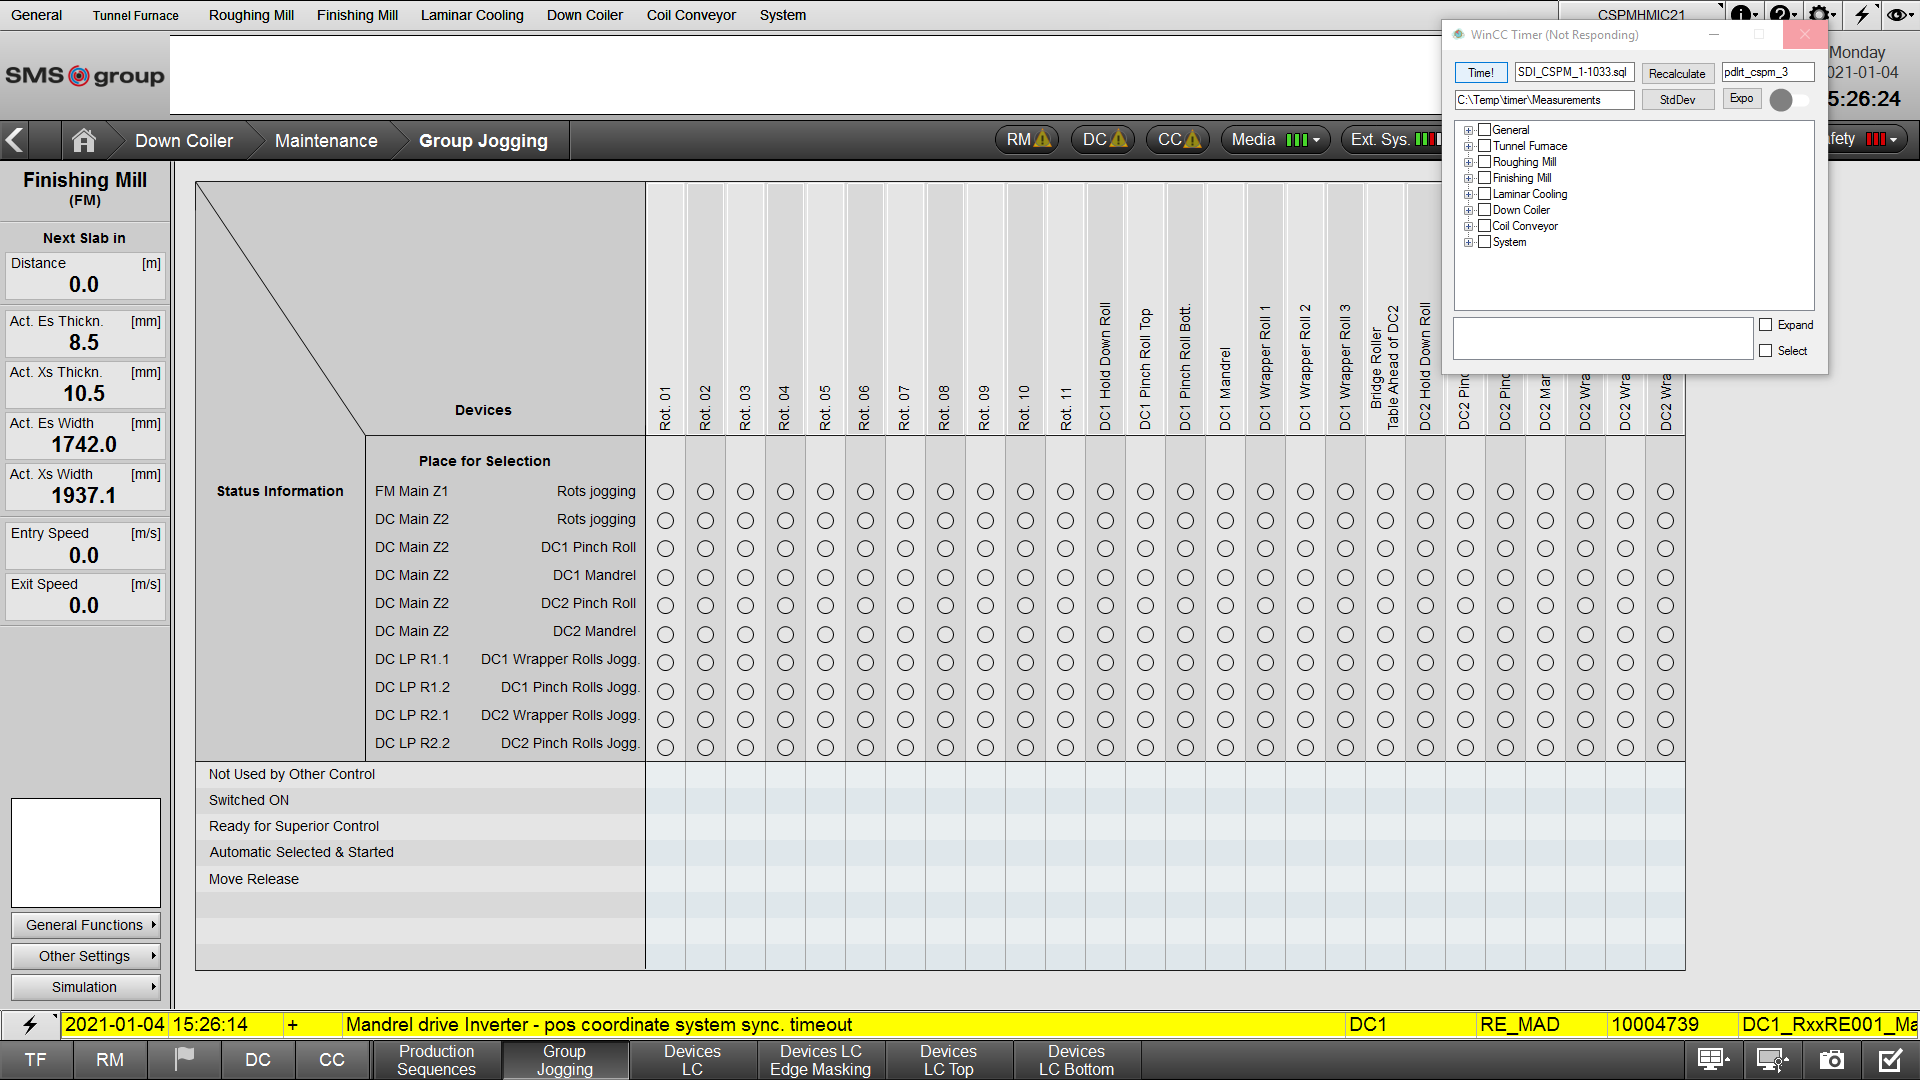 General Tunnel Furnace Roughing Mill Finishing Mill Laminar Cooling Down Coiler Coil Conveyor System CSPMHMIC21
SMS group
Monday
021-01-04
5:26:24
WinCC Timer (Not Responding)
Time! SDI_CSPM_1-1033.sql Recalculate pdlrt_cspm_3
C:\Temp\timer\Measurements StdDev Expo
General
Tunnel Furnace
Roughing Mill
Finishing Mill
Laminar Cooling
Down Coiler
Coil Conveyor
System
Expand
Select
Down Coiler Maintenance Group Jogging RM DC CC Media Ext. Sys. fety
Finishing Mill
(FM)
Next Slab in
Distance [m]
0.0
Act. Es Thickn. [mm]
8.5
Act. Xs Thickn. [mm]
10.5
Act. Es Width [mm]
1742.0
Act. Xs Width [mm]
1937.1
Entry Speed [m/s]
0.0
Exit Speed [m/s]
0.0
General Functions
Other Settings
Simulation
Devices
Rot. 01
Rot. 02
Rot. 03
Rot. 04
Rot. 05
Rot. 06
Rot. 07
Rot. 08
Rot. 09
Rot. 10
Rot. 11
DC1 Hold Down Roll
DC1 Pinch Roll Top
DC1 Pinch Roll Bott.
DC1 Mandrel
DC1 Wrapper Roll 1
DC1 Wrapper Roll 2
DC1 Wrapper Roll 3
Bridge Roller
Table Ahead of DC2
DC2 Hold Down Roll
DC2 Pinc
DC2 Pinc
DC2 Mar
DC2 Wra
DC2 Wra
DC2 Wra
Place for Selection
Status Information
FM Main Z1 Rots jogging
DC Main Z2 Rots jogging
DC Main Z2 DC1 Pinch Roll
DC Main Z2 DC1 Mandrel
DC Main Z2 DC2 Pinch Roll
DC Main Z2 DC2 Mandrel
DC LP R1.1 DC1 Wrapper Rolls Jogg.
DC LP R1.2 DC1 Pinch Rolls Jogg.
DC LP R2.1 DC2 Wrapper Rolls Jogg.
DC LP R2.2 DC2 Pinch Rolls Jogg.
Not Used by Other Control
Switched ON
Ready for Superior Control
Automatic Selected & Started
Move Release
2021-01-04 15:26:14 + Mandrel drive Inverter - pos coordinate system sync. timeout DC1 RE_MAD 10004739 DC1_RxxRE001_Ma
TF RM DC CC
Production
Sequences
Group
Jogging
Devices
LC
Devices LC
Edge Masking
Devices
LC Top
Devices
LC Bottom